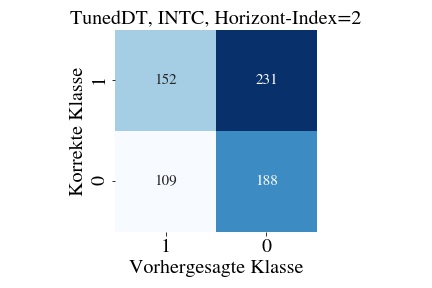 TunedDT, INTC, Horizont-Index=2
Korrekte Klasse
1
152
231
0
109
188
1
0
Vorhergesagte Klasse